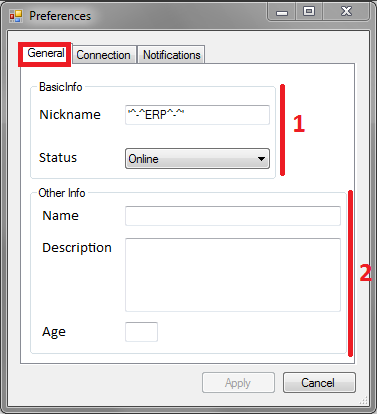 Preferences
General Connection Notifications
BasicInfo
Nickname '^-^ERP^-^'
1
Status Online
Other Info
Name
Description
2
Age
Apply Cancel